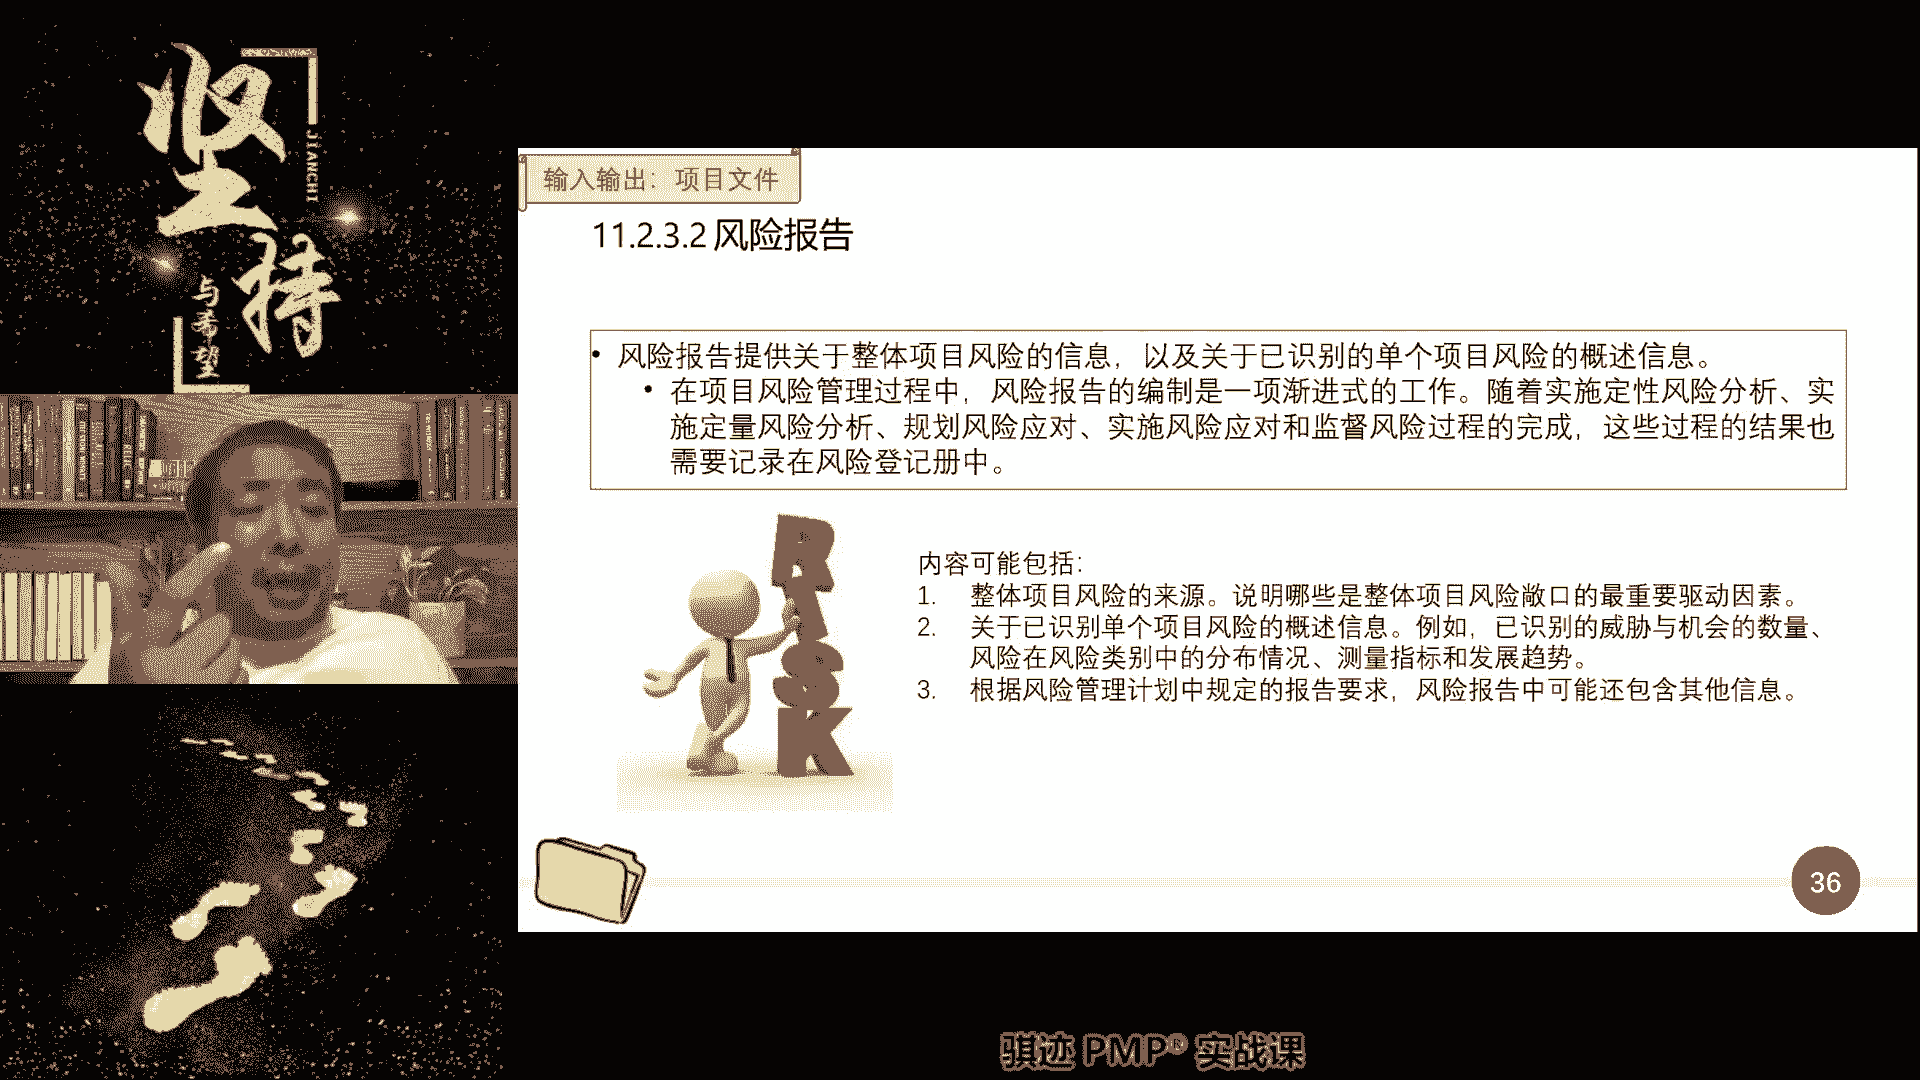 坚持
JIANCHI
与希望
输入输出：项目文件
11.2.3.2 风险报告
• 风险报告提供关于整体项目风险的信息，以及关于已识别的单个项目风险的概述信息。
• 在项目风险管理过程中，风险报告的编制是一项渐进式的工作。随着实施定性风险分析、实
施定量风险分析、规划风险应对、实施风险应对和监督风险过程的完成，这些过程的结果也
需要记录在风险登记册中。
RISK
内容可能包括：
1. 整体项目风险的来源。说明哪些是整体项目风险敞口的最重要驱动因素。
2. 关于已识别单个项目风险的概述信息。例如，已识别的威胁与机会的数量、
风险在风险类别中的分布情况、测量指标和发展趋势。
3. 根据风险管理计划中规定的报告要求，风险报告中可能还包含其他信息。
36
骐迹 PMP® 实战课